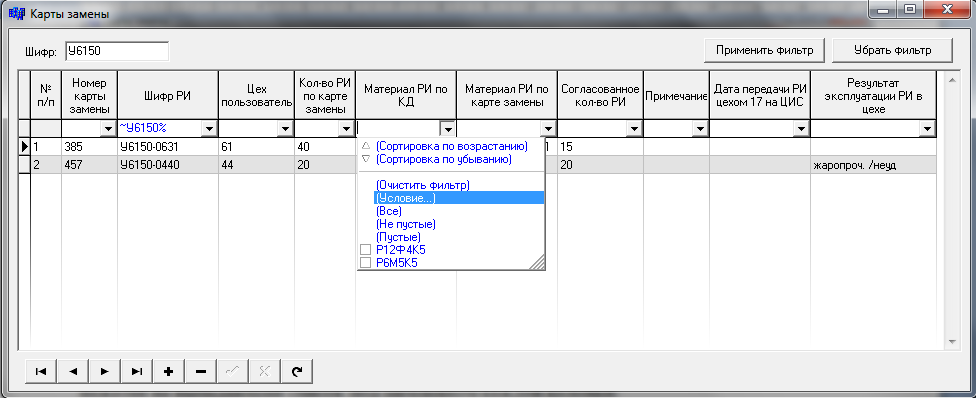 Карты замены
Шифр: У6150 Применить фильтр Убрать фильтр
№ п/п
Номер карты замены
Шифр РИ
Цех пользователь
Кол-во РИ по карте замены
Материал РИ по КД
Материал РИ по карте замены
Согласованное кол-во РИ
Примечание
Дата передачи РИ цехом 17 на ЦИС
Результат эксплуатации РИ в цехе
~У6150%
1 385 У6150-0631 61 40 1 15
2 457 У6150-0440 44 20 20 жаропроч. /неуд
(Сортировка по возрастанию)
(Сортировка по убыванию)
(Очистить фильтр)
(Условие...)
(Все)
(Не пустые)
(Пустые)
Р12Ф4К5
Р6М5К5